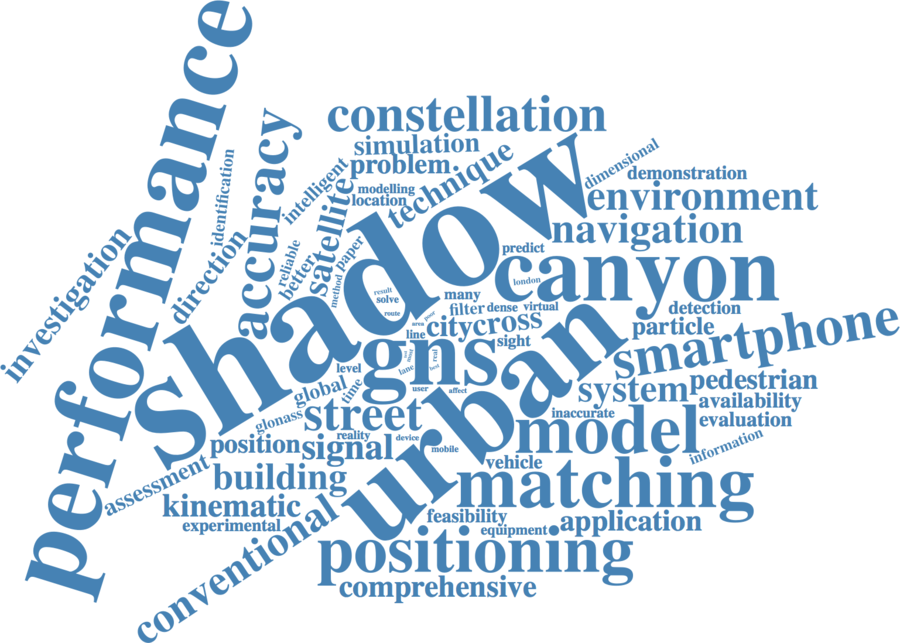 performance
constellation
simulation
problem
technique
Shadow
dimensional
demonstration
environment
navigation
accuracy
identification
intelligent
modelling
location
satellite
direction
investigation
reliable
better
method
paper
predict
canyon
london
result
solve
route
many
filter
dense
virtual
detection
area
poor
line
city
cross
sight
particle
smartphone
gnss
lane
real
best
level
global
time
user
affect
urban
system
pedestrian
availability
glonass
street
inaccurate
evaluation
model
position
reality
signal
device
mobile
information
assessment
building
vehicle
matching
kinematic
experimental
conventional
feasibility
equipment
application
positioning
comprehensive